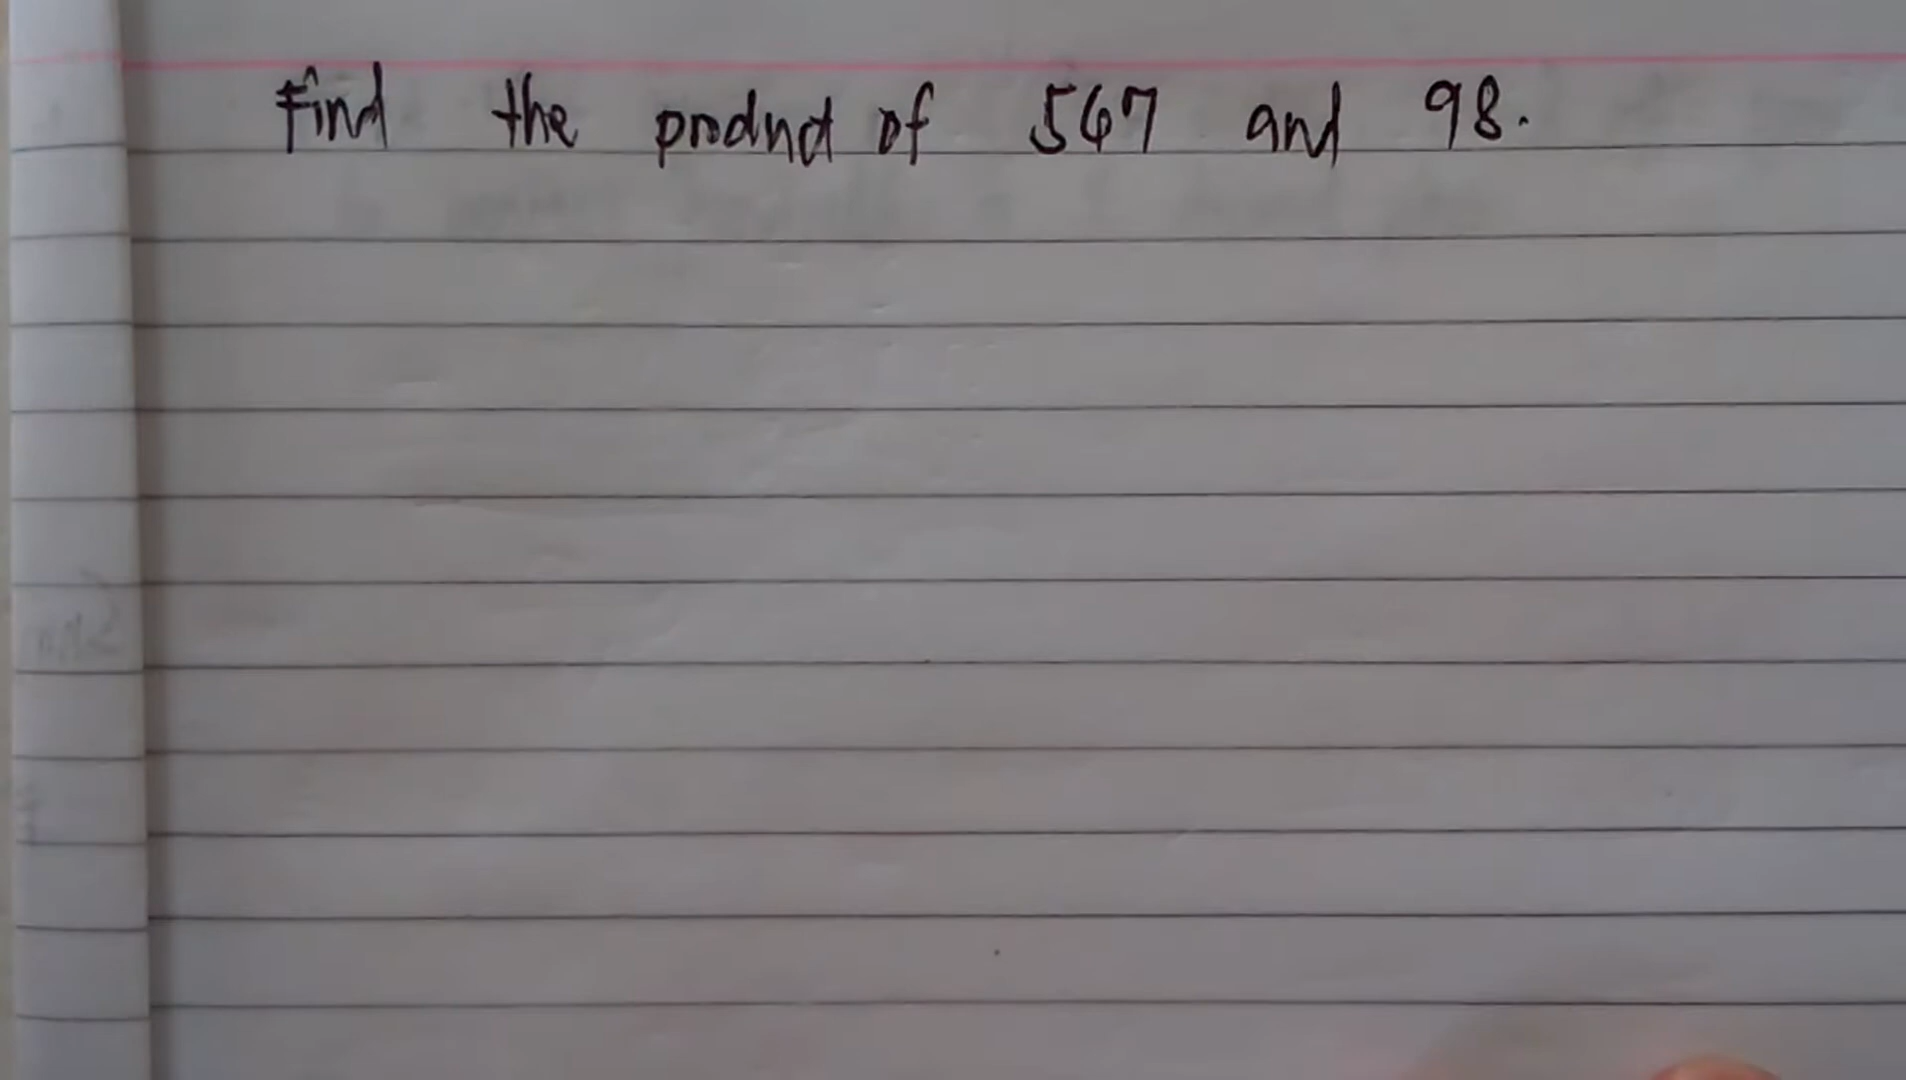 Find the product of 567 and 98.